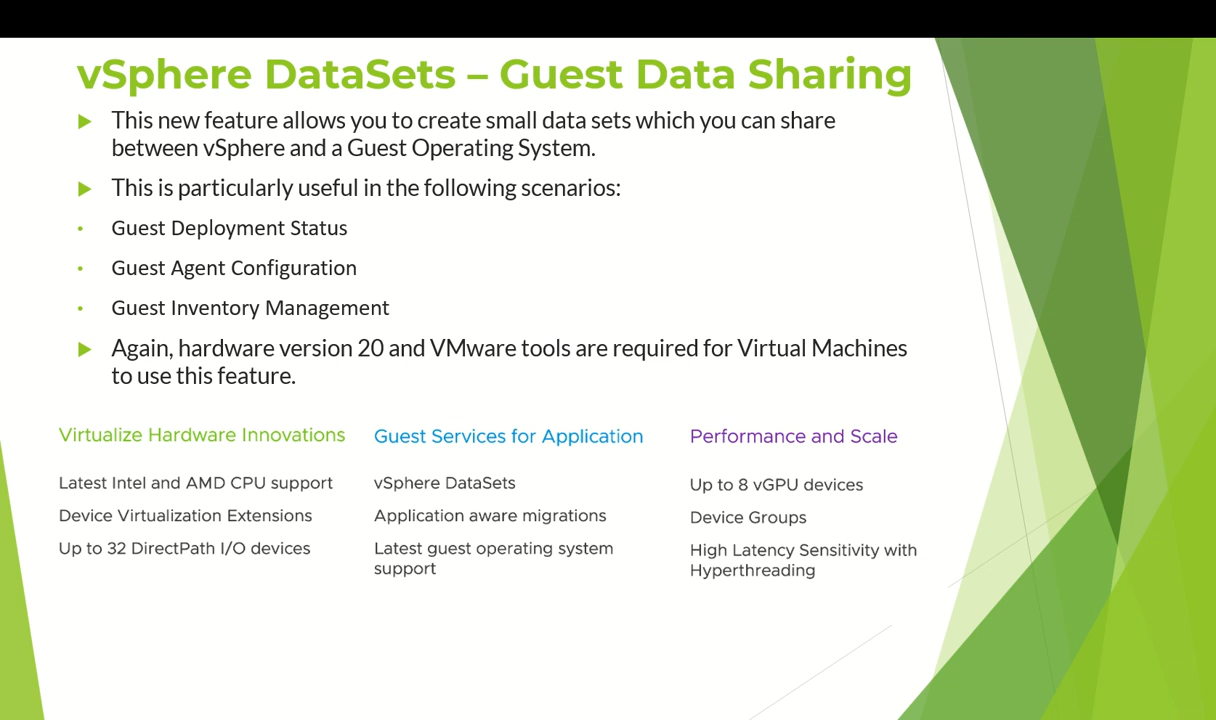 vSphere DataSets – Guest Data Sharing
This new feature allows you to create small data sets which you can share
between vSphere and a Guest Operating System.
This is particularly useful in the following scenarios:
Guest Deployment Status
Guest Agent Configuration
Guest Inventory Management
Again, hardware version 20 and VMware tools are required for Virtual Machines
to use this feature.
Virtualize Hardware Innovations
Latest Intel and AMD CPU support
Device Virtualization Extensions
Up to 32 DirectPath I/O devices
Guest Services for Application
vSphere DataSets
Application aware migrations
Latest guest operating system
support
Performance and Scale
Up to 8 vGPU devices
Device Groups
High Latency Sensitivity with
Hyperthreading